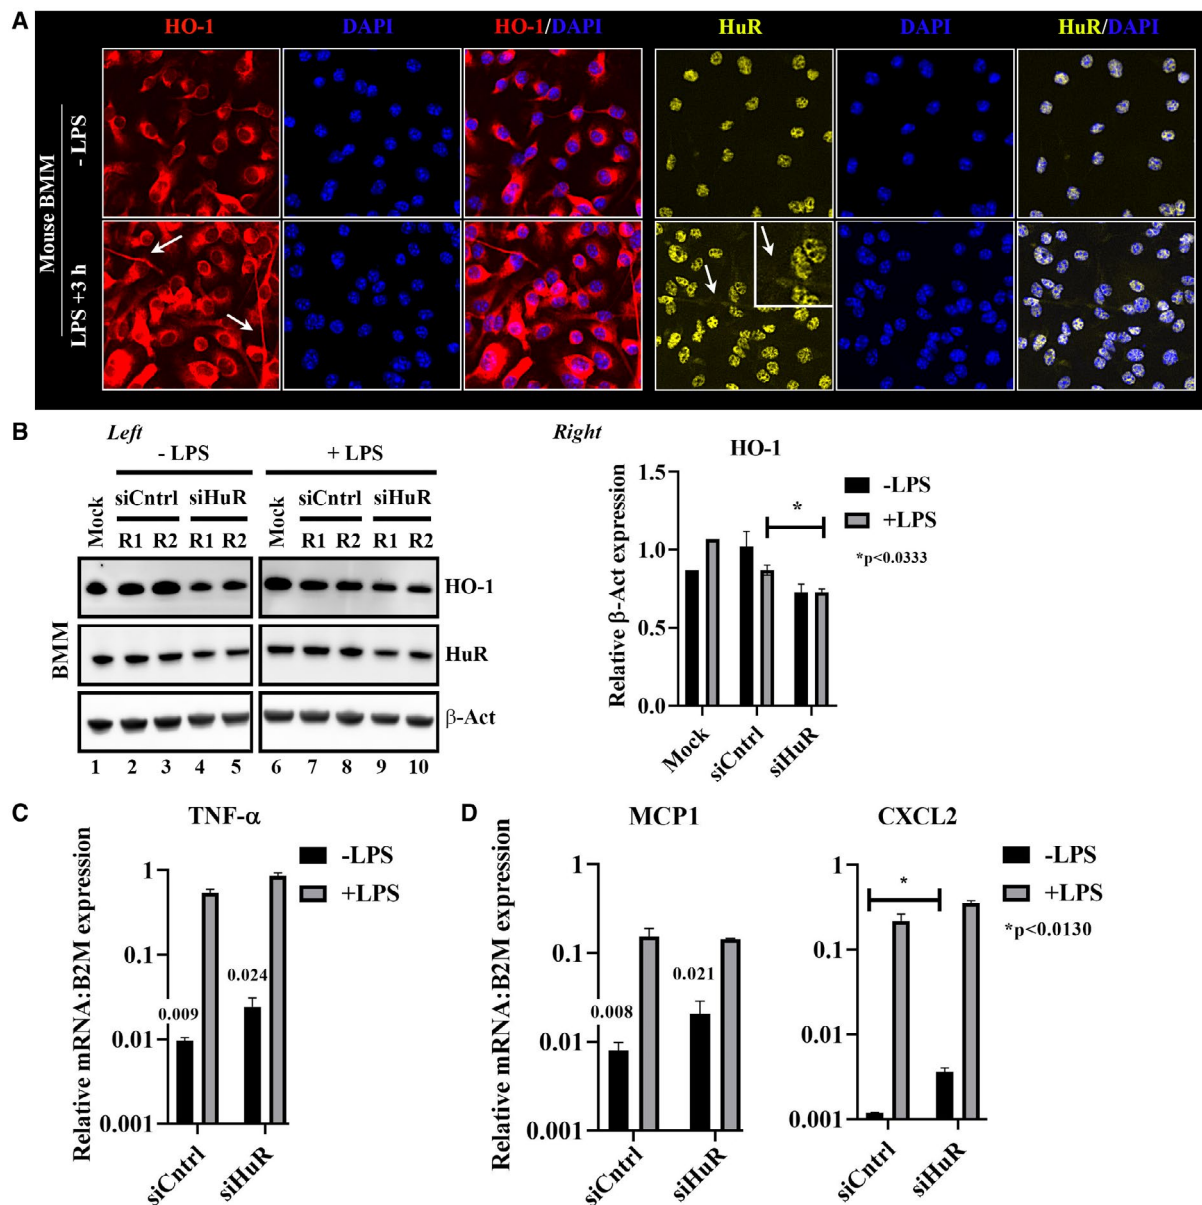 A
HO-1 DAPI HO-1/DAPI HuR DAPI HuR/DAPI
Mouse BMM
- LPS
LPS +3 h
B
Left
- LPS + LPS
Mock siCntrl siHuR Mock siCntrl siHuR
R1 R2 R1 R2 R1 R2 R1 R2
BMM
HO-1
HuR
β-Act
1 2 3 4 5 6 7 8 9 10
Right
HO-1
Relative β-Act expression
1.5
1.0
0.5
0.0
*
-LPS
+LPS
*p<0.0333
Mock siCntrl siHuR
C
TNF-α
Relative mRNA:B2M expression
1
0.1
0.01
0.001
0.009
0.024
-LPS
+LPS
siCntrl siHuR
D
MCP1
Relative mRNA:B2M expression
1
0.1
0.01
0.001
0.008
0.021
siCntrl siHuR
CXCL2
1
0.1
0.01
0.001
*
-LPS
+LPS
*p<0.0130
siCntrl siHuR